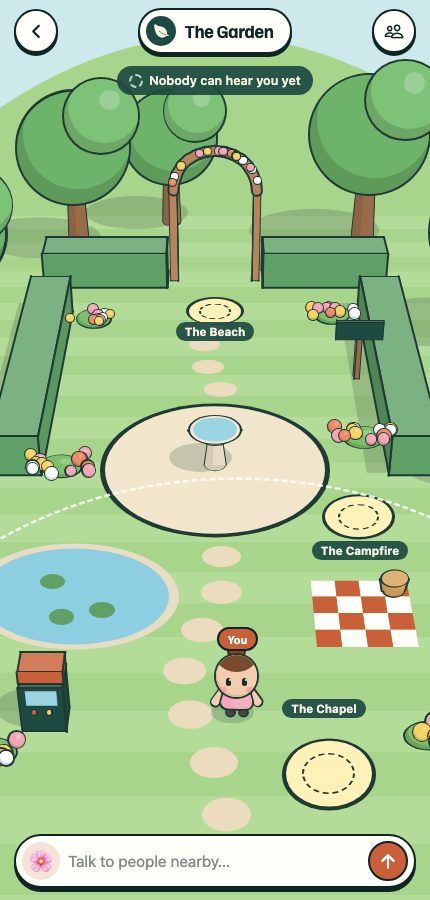 The Garden
Nobody can hear you yet
The Beach
The Campfire
You
The Chapel
Talk to people nearby...